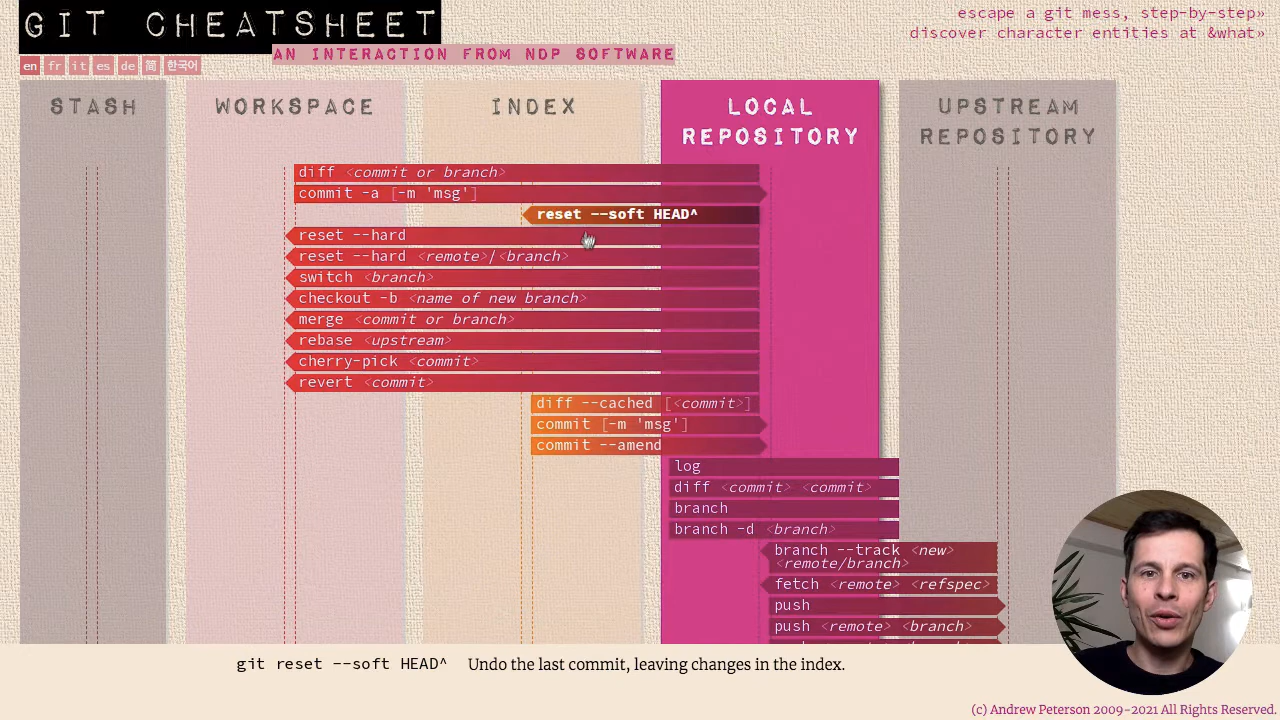 GIT CHEATSHEET
AN INTERACTION FROM NDP SOFTWARE
escape a git mess, step-by-step»
discover character entities at &what»
en fr it es de 简 한국어
STASH
WORKSPACE
INDEX
LOCAL
REPOSITORY
UPSTREAM
REPOSITORY
diff <commit or branch>
commit -a [-m 'msg']
reset --soft HEAD^
reset --hard
reset --hard <remote>|<branch>
switch <branch>
checkout -b <name of new branch>
merge <commit or branch>
rebase <upstream>
cherry-pick <commit>
revert <commit>
diff --cached [<commit>]
commit [-m 'msg']
commit --amend
log
diff <commit> <commit>
branch
branch -d <branch>
branch --track <new>
<remote/branch>
fetch <remote> <refspec>
push
push <remote> <branch>
git reset --soft HEAD^ Undo the last commit, leaving changes in the index.
(c) Andrew Peterson 2009-2021 All Rights Reserved.